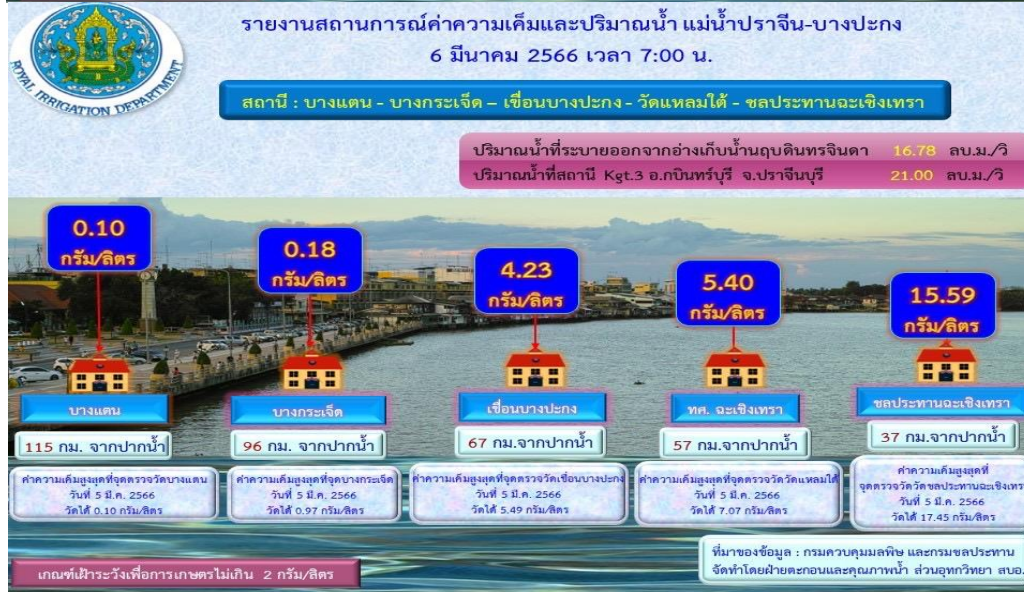 รายงานสถานการณ์ค่าความเค็มและปริมาณน้ำ แม่น้ำปราจีน-บางปะกง
6 มีนาคม 2566 เวลา 7:00 น.
ROYAL IRRIGATION DEPARTMENT
สถานี : บางแตน - บางกระเจ็ด – เขื่อนบางปะกง - วัดแหลมใต้ - ชลประทานฉะเชิงเทรา
ปริมาณน้ำที่ระบายออกจากอ่างเก็บน้ำนฤบดินทรจินดา 16.78 ลบ.ม./วิ
ปริมาณน้ำที่สถานี Kgt.3 อ.กบินทร์บุรี จ.ปราจีนบุรี 21.00 ลบ.ม./วิ
0.10
กรัม/ลิตร
0.18
กรัม/ลิตร
4.23
กรัม/ลิตร
5.40
กรัม/ลิตร
15.59
กรัม/ลิตร
บางแตน
บางกระเจ็ด
เขื่อนบางปะกง
ทศ. ฉะเชิงเทรา
ชลประทานฉะเชิงเทรา
115 กม. จากปากน้ำ
96 กม. จากปากน้ำ
67 กม.จากปากน้ำ
57 กม.จากปากน้ำ
37 กม.จากปากน้ำ
ค่าความเค็มสูงสุดที่จุดตรวจวัดบางแตน
วันที่ 5 มี.ค. 2566
วัดได้ 0.10 กรัม/ลิตร
ค่าความเค็มสูงสุดที่จุดบางกระเจ็ด
วันที่ 5 มี.ค. 2566
วัดได้ 0.97 กรัม/ลิตร
ค่าความเค็มสูงสุดที่จุดตรวจวัดเขื่อนบางปะกง
วันที่ 5 มี.ค. 2566
วัดได้ 5.49 กรัม/ลิตร
ค่าความเค็มสูงสุดที่จุดตรวจวัดวัดแหลมใต้
วันที่ 5 มี.ค. 2566
วัดได้ 7.07 กรัม/ลิตร
ค่าความเค็มสูงสุดที่
จุดตรวจวัดวัดชลประทานฉะเชิงเทรา
วันที่ 5 มี.ค. 2566
วัดได้ 17.45 กรัม/ลิตร
เกณฑ์เฝ้าระวังเพื่อการเกษตรไม่เกิน 2 กรัม/ลิตร
ที่มาของข้อมูล : กรมควบคุมมลพิษ และกรมชลประทาน
จัดทำโดยฝ่ายตะกอนและคุณภาพน้ำ ส่วนอุทกวิทยา สบอ.